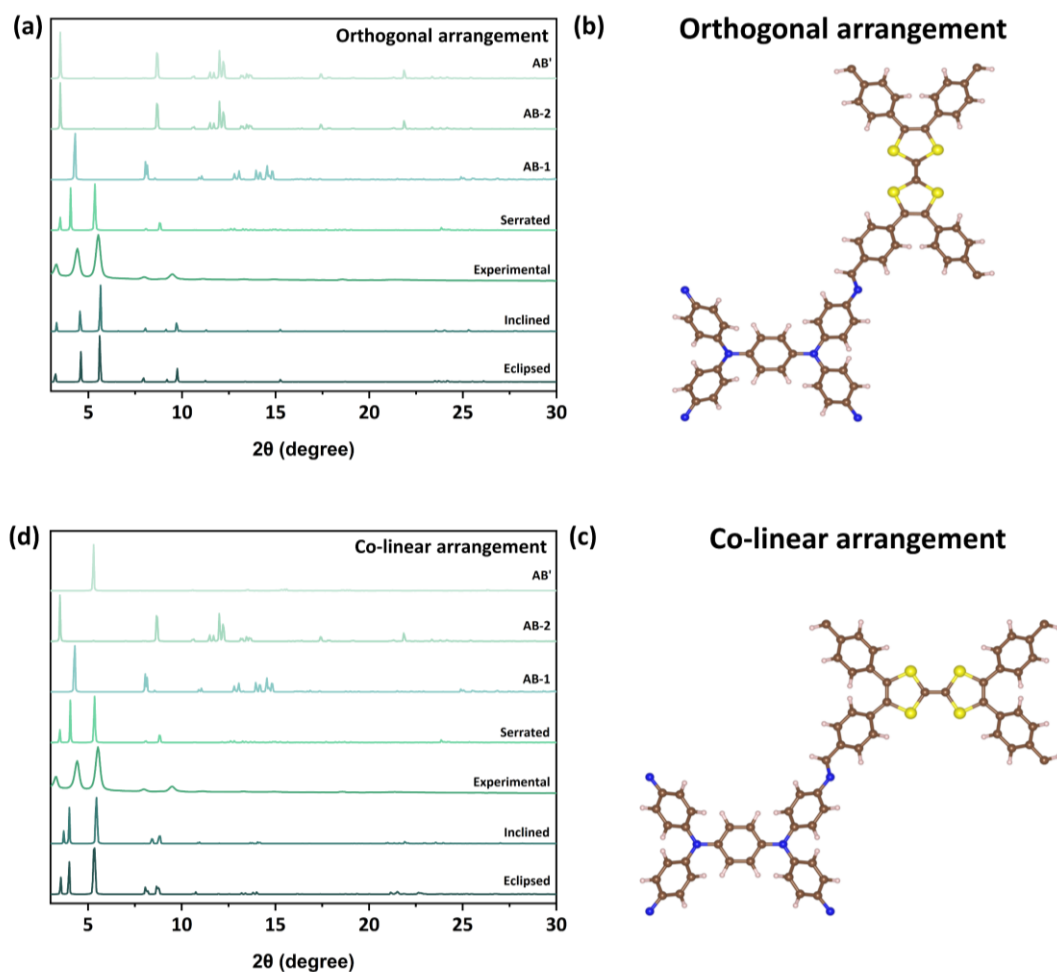 (a)
Orthogonal arrangement
AB'
AB-2
AB-1
Serrated
Experimental
Inclined
Eclipsed
5 10 15 20 25 30
2θ (degree)
(b)
Orthogonal arrangement
(d)
Co-linear arrangement
AB'
AB-2
AB-1
Serrated
Experimental
Inclined
Eclipsed
5 10 15 20 25 30
2θ (degree)
(c)
Co-linear arrangement